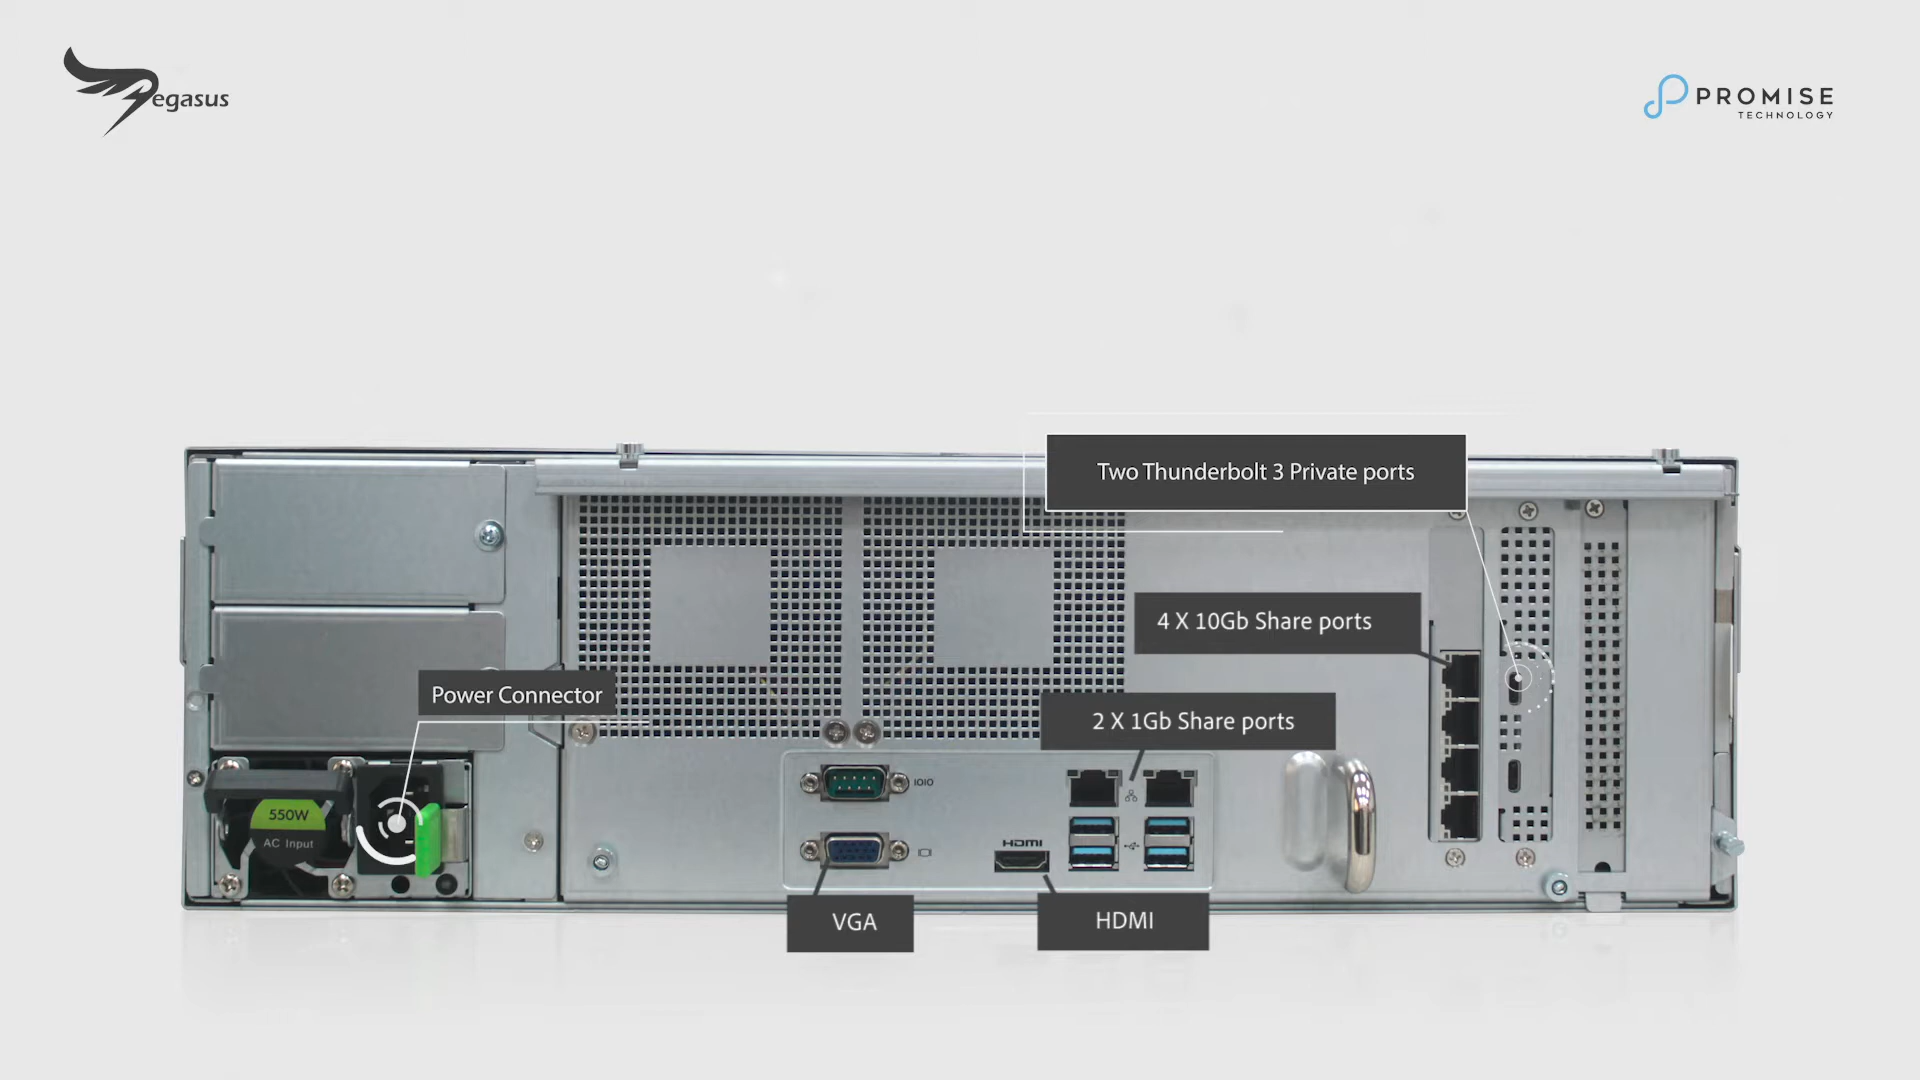 Pegasus
PROMISE
TECHNOLOGY
Two Thunderbolt 3 Private ports
4 X 10Gb Share ports
Power Connector
2 X 1Gb Share ports
IOIO
550W
AC Input
HDMI
VGA
HDMI